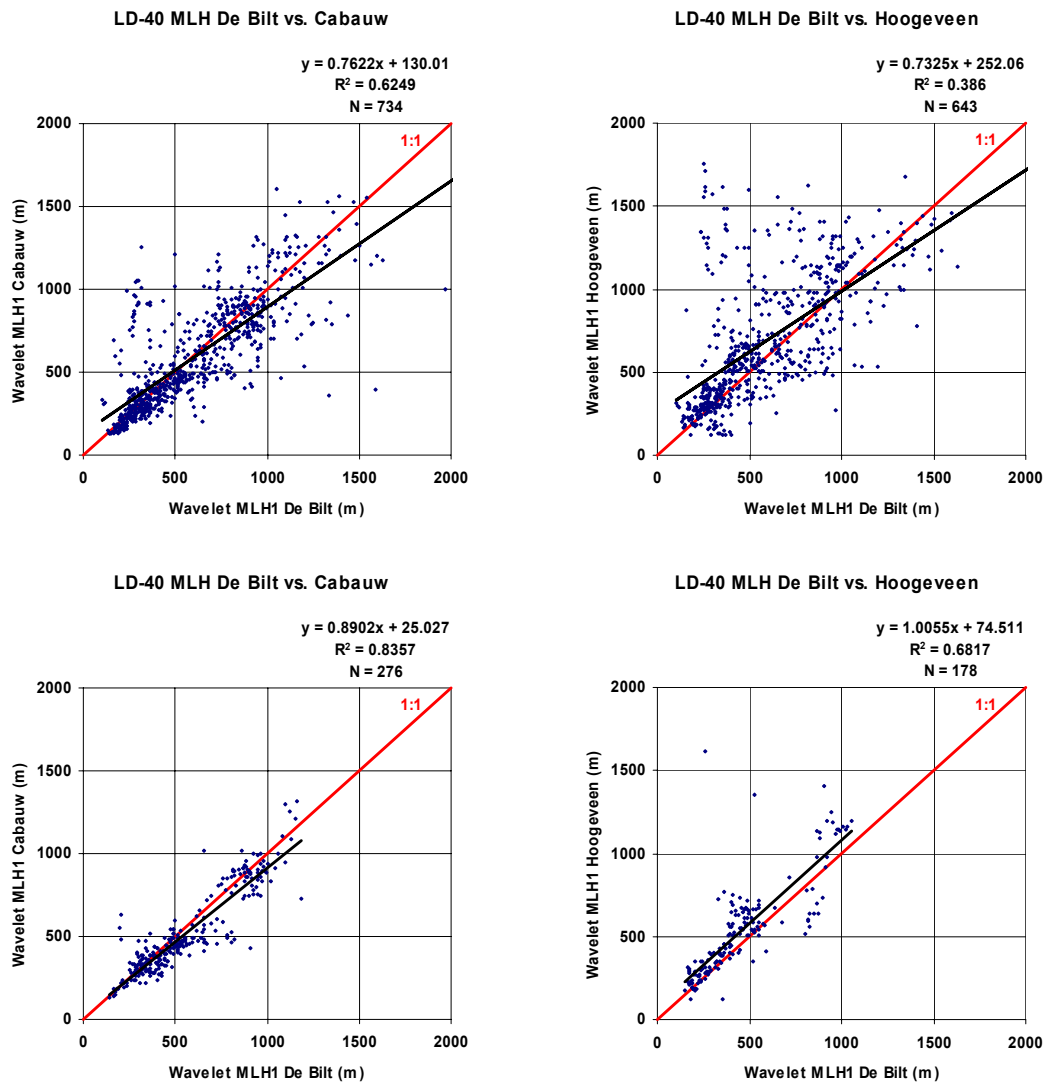 LD-40 MLH De Bilt vs. Cabauw
y = 0.7622x + 130.01
R² = 0.6249
N = 734
2000
1500
1000
500
0
1:1
Wavelet MLH1 Cabauw (m)
0 500 1000 1500 2000
Wavelet MLH1 De Bilt (m)
LD-40 MLH De Bilt vs. Hoogeveen
y = 0.7325x + 252.06
R² = 0.386
N = 643
2000
1500
1000
500
0
1:1
Wavelet MLH1 Hoogeveen (m)
0 500 1000 1500 2000
Wavelet MLH1 De Bilt (m)
LD-40 MLH De Bilt vs. Cabauw
y = 0.8902x + 25.027
R² = 0.8357
N = 276
2000
1500
1000
500
0
1:1
Wavelet MLH1 Cabauw (m)
0 500 1000 1500 2000
Wavelet MLH1 De Bilt (m)
LD-40 MLH De Bilt vs. Hoogeveen
y = 1.0055x + 74.511
R² = 0.6817
N = 178
2000
1500
1000
500
0
1:1
Wavelet MLH1 Hoogeveen (m)
0 500 1000 1500 2000
Wavelet MLH1 De Bilt (m)